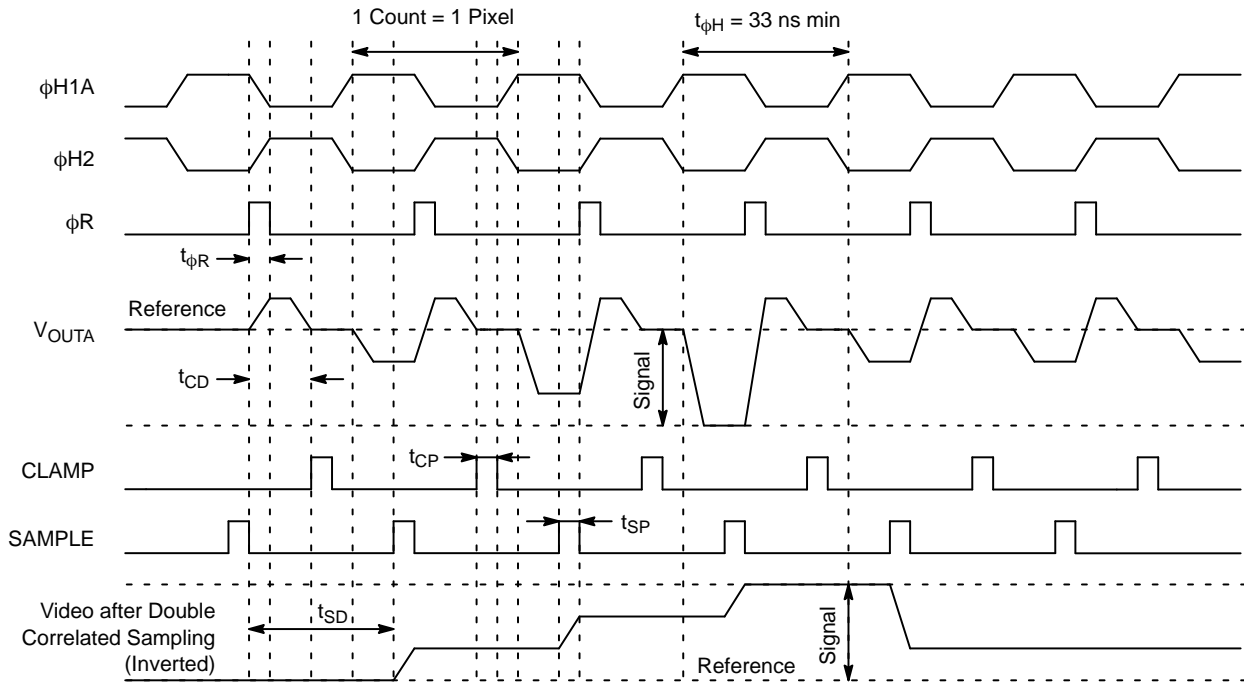 1 Count = 1 Pixel
tϕH = 33 ns min
ϕH1A
ϕH2
ϕR
tϕR
Reference
VOUTA
tCD
Signal
tCP
CLAMP
tSP
SAMPLE
Video after Double
Correlated Sampling
(Inverted)
tSD
Reference
Signal